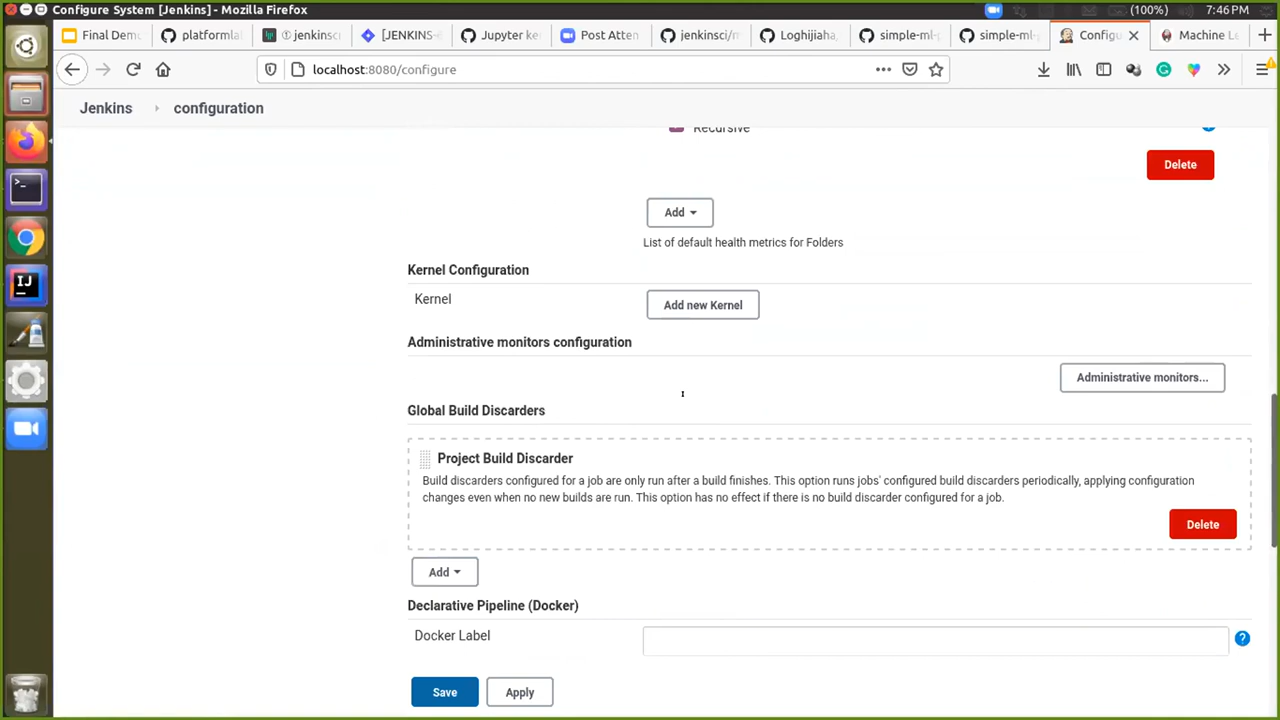 Configure System [Jenkins] - Mozilla Firefox
(100%) 7:46PM
Final Dem
platformlab
jenkinsci
[JENKINS-
Jupyter ke
Post Atten
jenkinsci/m
Loghijiaha,
simple-ml-p
simple-ml-
Configu
Machine Le
localhost:8080/configure
Jenkins configuration
Recursive
Delete
Add
List of default health metrics for Folders
Kernel Configuration
Kernel
Add new Kernel
Administrative monitors configuration
Administrative monitors...
Global Build Discarders
Project Build Discarder
Build discarders configured for a job are only run after a build finishes. This option runs jobs' configured build discarders periodically, applying configuration
changes even when no new builds are run. This option has no effect if there is no build discarder configured for a job.
Delete
Add
Declarative Pipeline (Docker)
Docker Label
?
Save
Apply